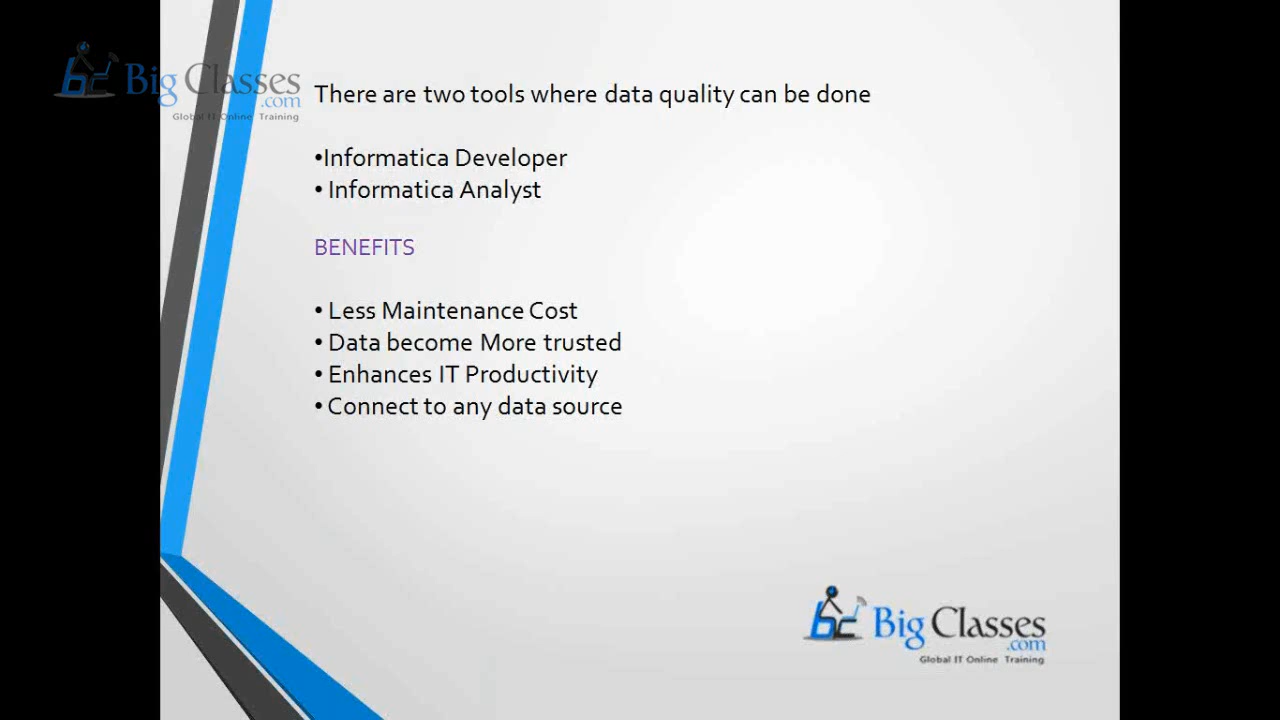 Big Classes
.com
Global IT Online Training
There are two tools where data quality can be done
•Informatica Developer
• Informatica Analyst
BENEFITS
• Less Maintenance Cost
• Data become More trusted
• Enhances IT Productivity
• Connect to any data source
bc Big Classes
.com
Global IT Online Training